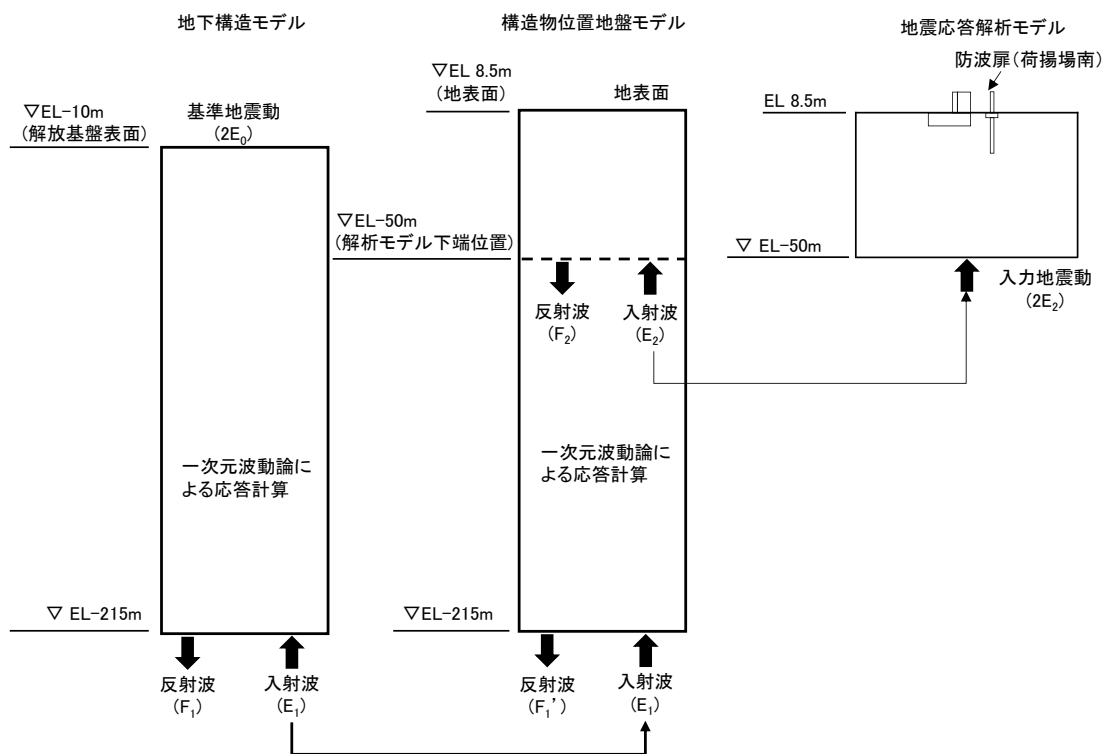 地下構造モデル
▽EL-10m
(解放基盤表面)
基準地震動
(2E₀)
一次元波動論に
よる応答計算
▽ EL-215m
反射波
(F₁)
入射波
(E₁)
構造物位置地盤モデル
▽EL 8.5m
(地表面)
地表面
▽EL-50m
(解析モデル下端位置)
反射波
(F₂)
入射波
(E₂)
一次元波動論に
よる応答計算
▽EL-215m
反射波
(F₁’)
入射波
(E₁)
地震応答解析モデル
防波扉(荷揚場南)
EL 8.5m
▽ EL-50m
入力地震動
(2E₂)